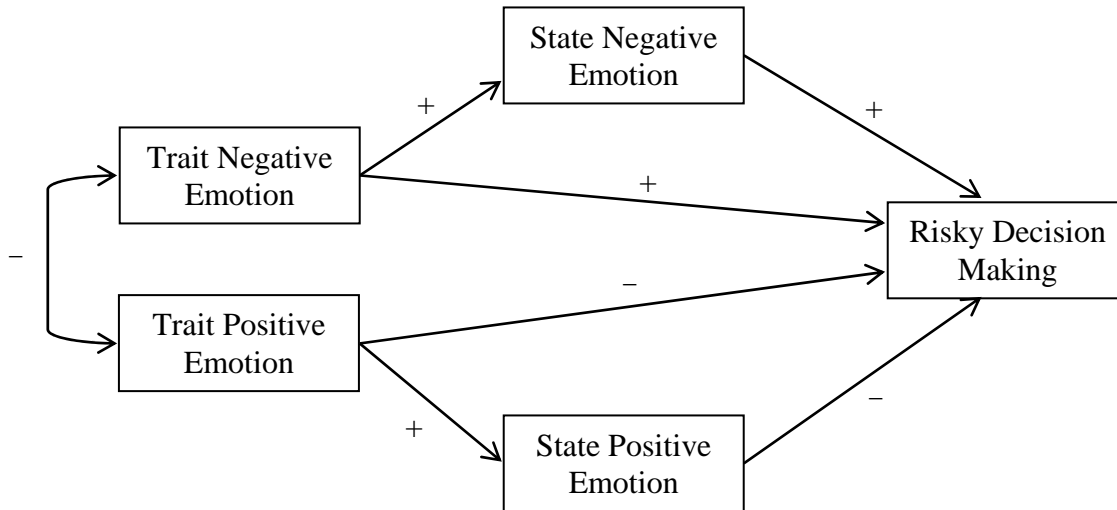 State Negative
Emotion
+
+
Trait Negative
Emotion
+
Risky Decision
Making
–
–
Trait Positive
Emotion
–
+
State Positive
Emotion